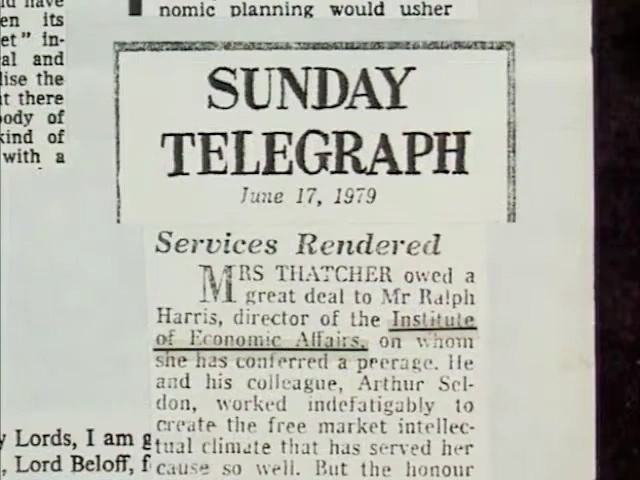 nomic planning would usher
en its
et" in-
al and
lise the
t there
ody of
kind of
with a
SUNDAY
TELEGRAPH
June 17, 1979
Services Rendered
MRS THATCHER owed a
great deal to Mr Ralph
Harris, director of the Institute
of Economic Affairs, on whom
she has conferred a peerage. He
and his colleague, Arthur Sel-
don, worked indefatigably to
create the free market intellec-
tual climate that has served her
cause so well. But the honour
y Lords, I am g
, Lord Beloff, f